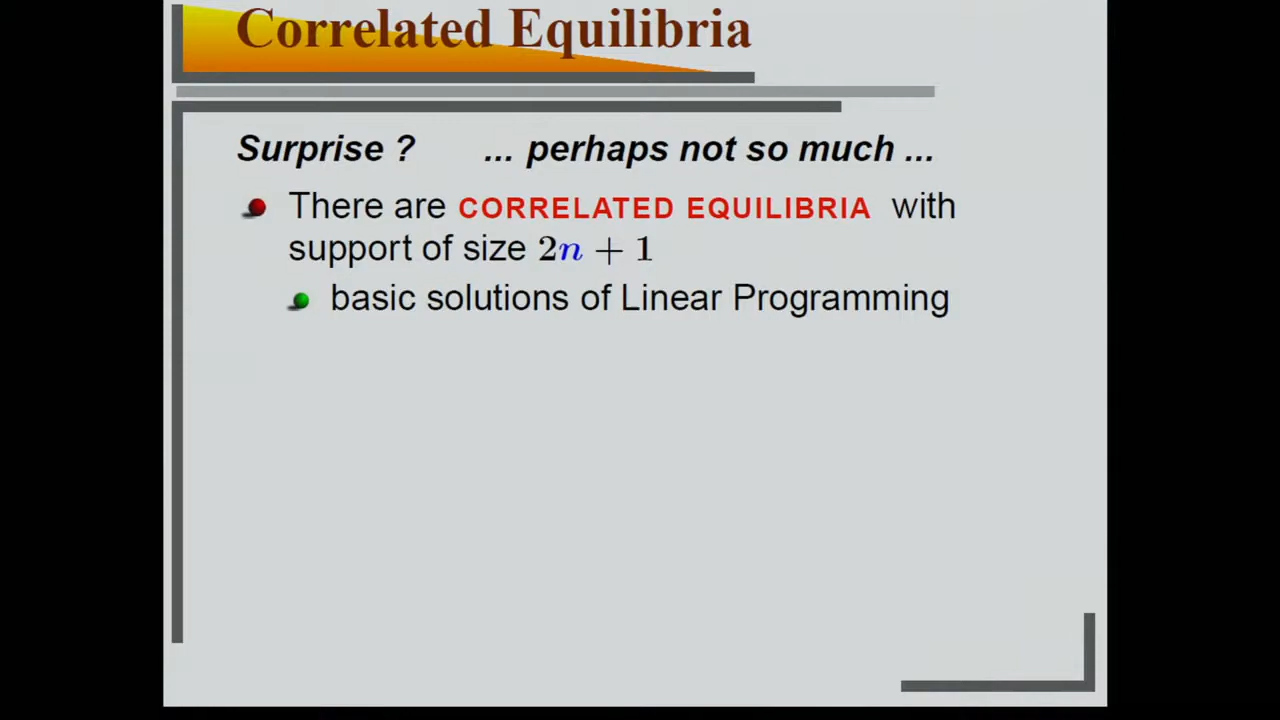 Correlated Equilibria
Surprise ? ... perhaps not so much ...
There are CORRELATED EQUILIBRIA with
support of size 2n + 1
basic solutions of Linear Programming